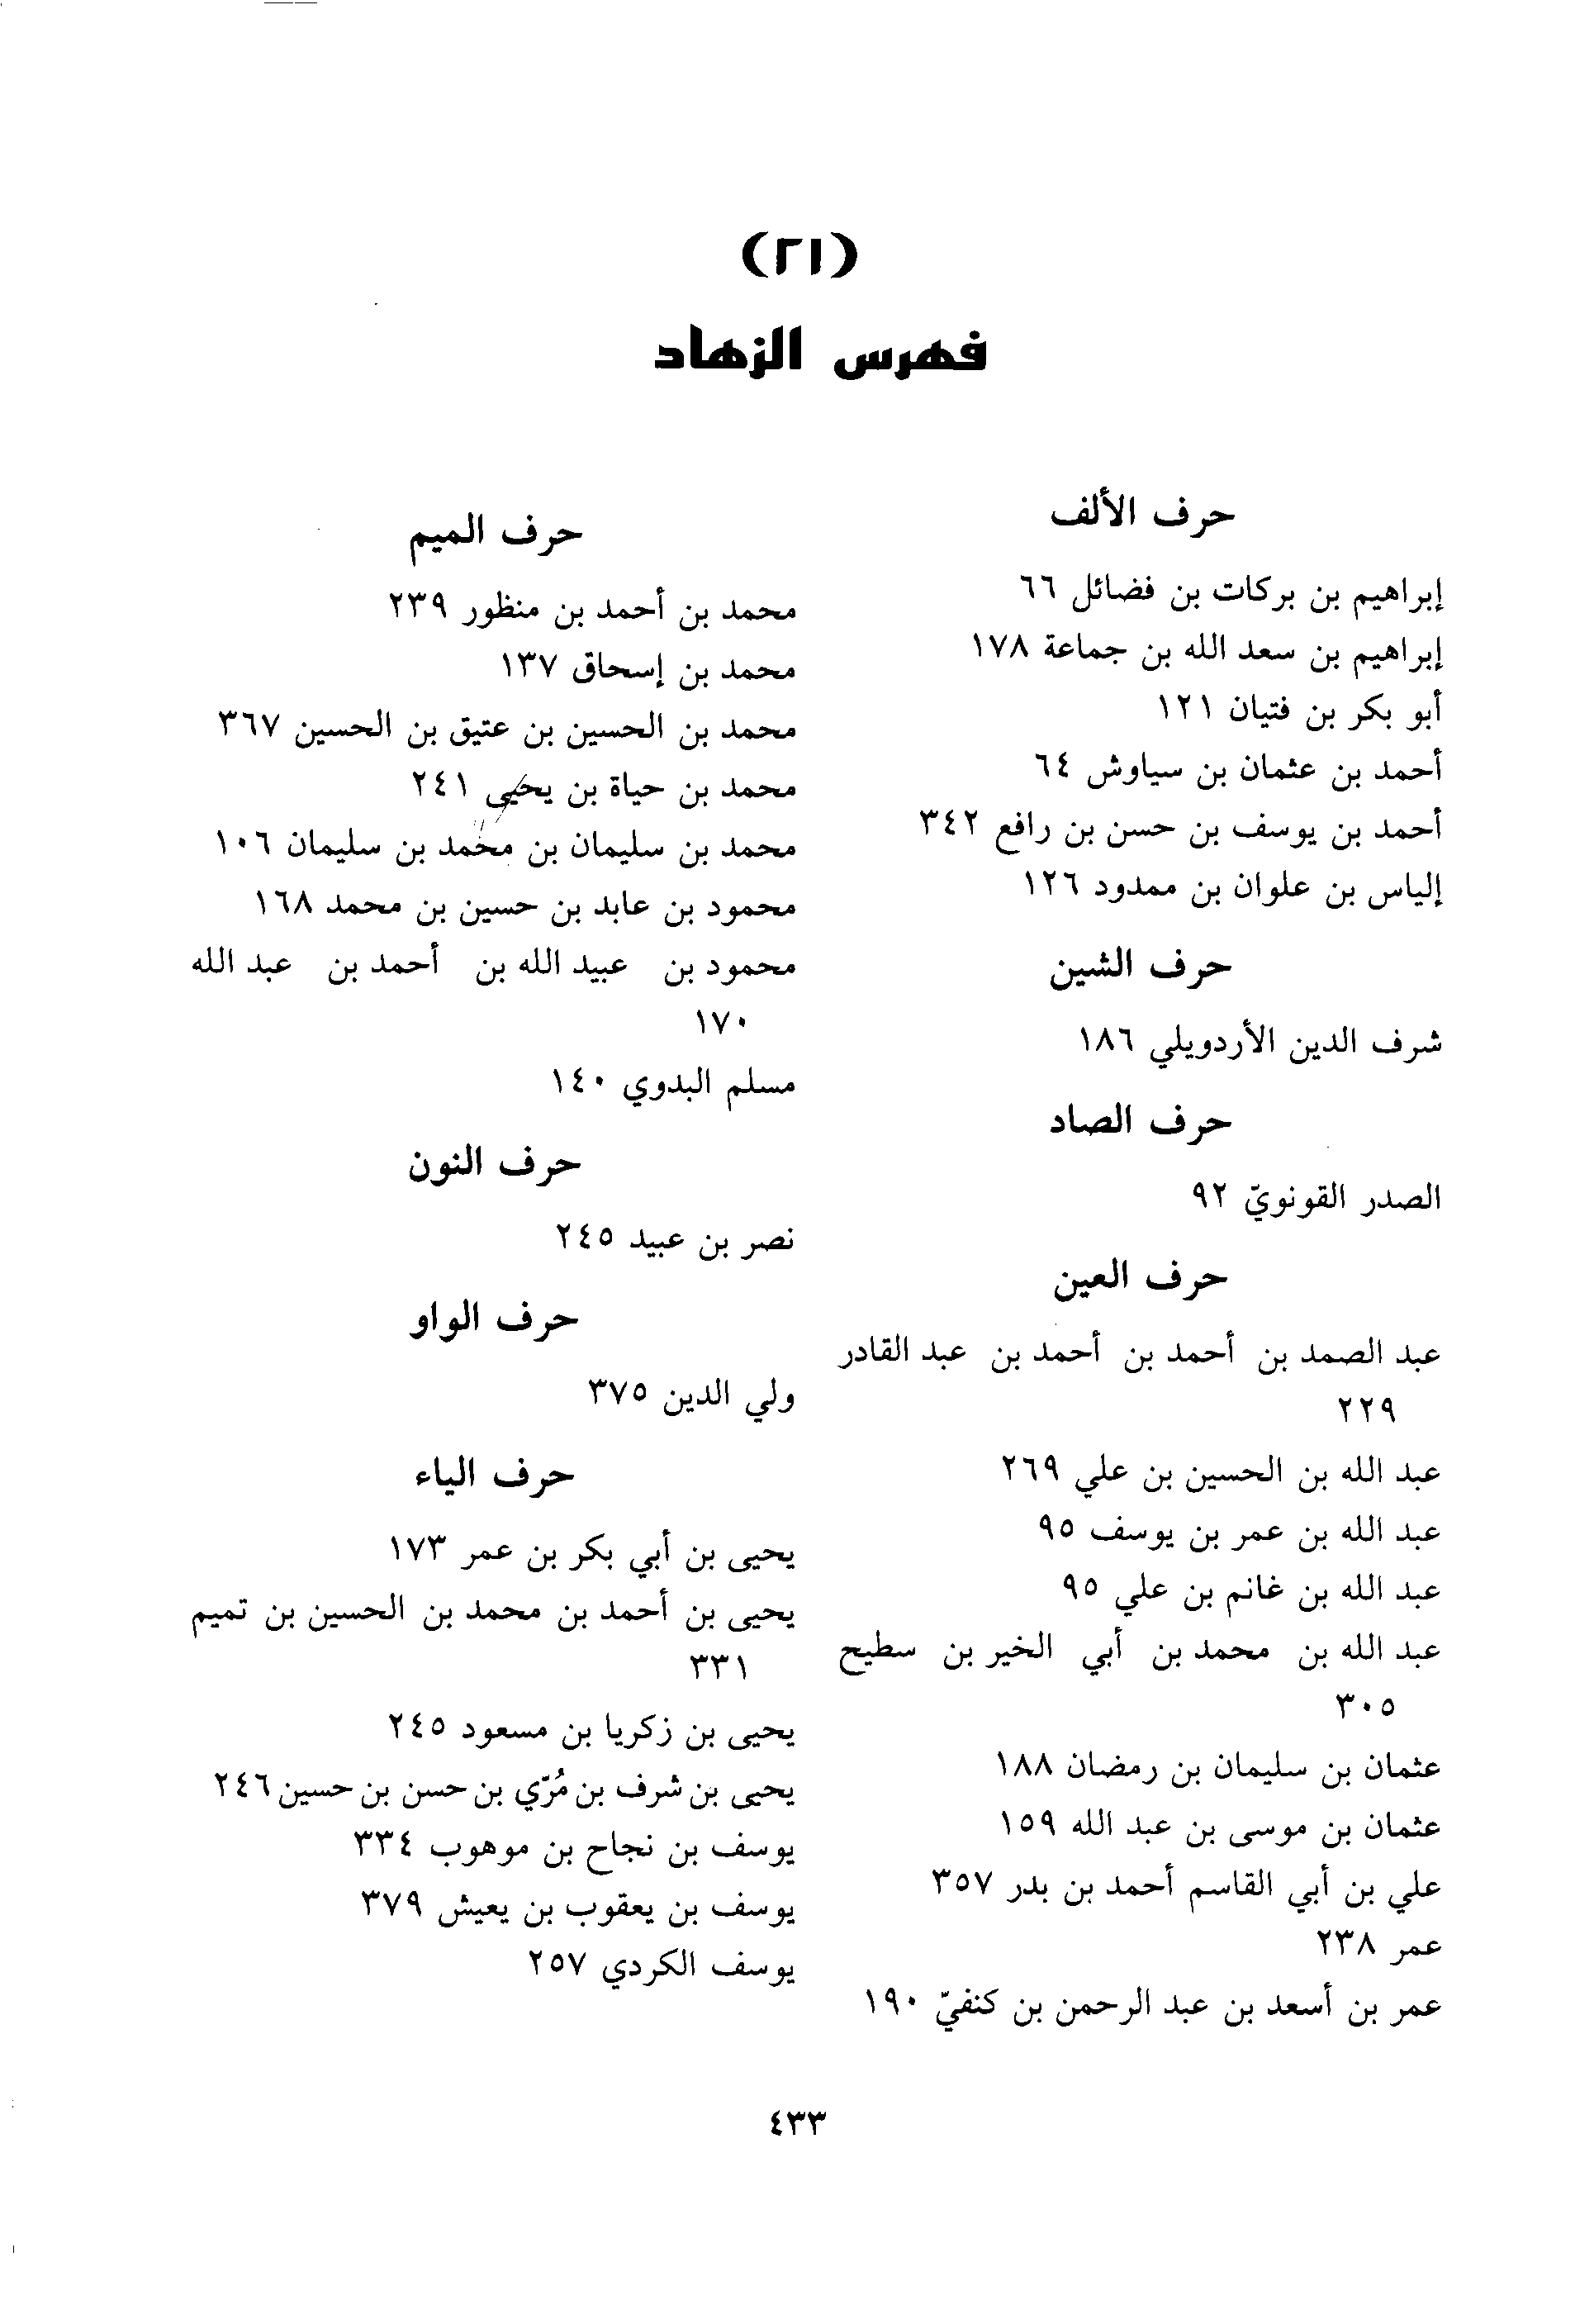 (٢١)
فهرس الزهاد
حرف الألف
إبراهيم بن بركات بن فضائل ٦٦
إبراهيم بن سعد الله بن جماعة ١٧٨
أبو بكر بن فتيان ١٢١
أحمد بن عثمان بن سياوش ٦٤
أحمد بن يوسف بن حسن بن رافع ٣٤٢
إلياس بن علوان بن ممدود ١٢٦
حرف الشين
شرف الدين الأردويلي ١٨٦
حرف الصاد
الصدر القونويّ ٩٢
حرف العين
عبد الصمد بن أحمد بن أحمد بن عبد القادر
٢٢٩
عبد الله بن الحسين بن علي ٢٦٩
عبد الله بن عمر بن يوسف ٩٥
عبد الله بن غانم بن علي ٩٥
عبد الله بن محمد بن أبي الخير بن سطيح
٣٠٥
عثمان بن سليمان بن رمضان ١٨٨
عثمان بن موسى بن عبد الله ١٥٩
علي بن أبي القاسم أحمد بن بدر ٣٥٧
عمر ٢٣٨
عمر بن أسعد بن عبد الرحمن بن كنفيّ ١٩٠
حرف الميم
محمد بن أحمد بن منظور ٢٣٩
محمد بن إسحاق ١٣٧
محمد بن الحسين بن عتيق بن الحسين ٣٦٧
محمد بن حياة بن يحيى ٢٤١
محمد بن سليمان بن محمد بن سليمان ١٠٦
محمود بن عابد بن حسين بن محمد ١٦٨
محمود بن عبيد الله بن أحمد بن عبد الله
١٧٠
مسلم البدوي ١٤٠
حرف النون
نصر بن عبيد ٢٤٥
حرف الواو
ولي الدين ٣٧٥
حرف الياء
يحيى بن أبي بكر بن عمر ١٧٣
يحيى بن أحمد بن محمد بن الحسين بن تميم
٣٣١
يحيى بن زكريا بن مسعود ٢٤٥
يحيى بن شرف بن مُرّي بن حسن بن حسين ٢٤٦
يوسف بن نجاح بن موهوب ٣٣٤
يوسف بن يعقوب بن يعيش ٣٧٩
يوسف الكردي ٢٥٧
٤٣٣